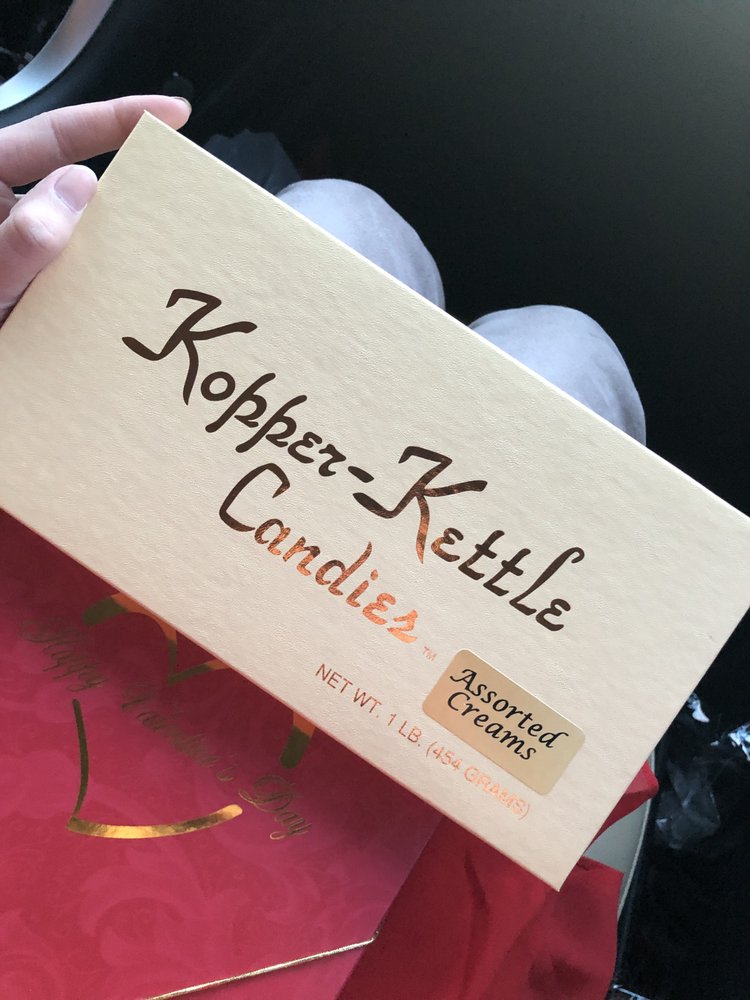 Kopper-Kettle
Candies™
NET WT. 1 LB. (454 GRAMS)
Assorted
Creams
Happy Valentine's Day